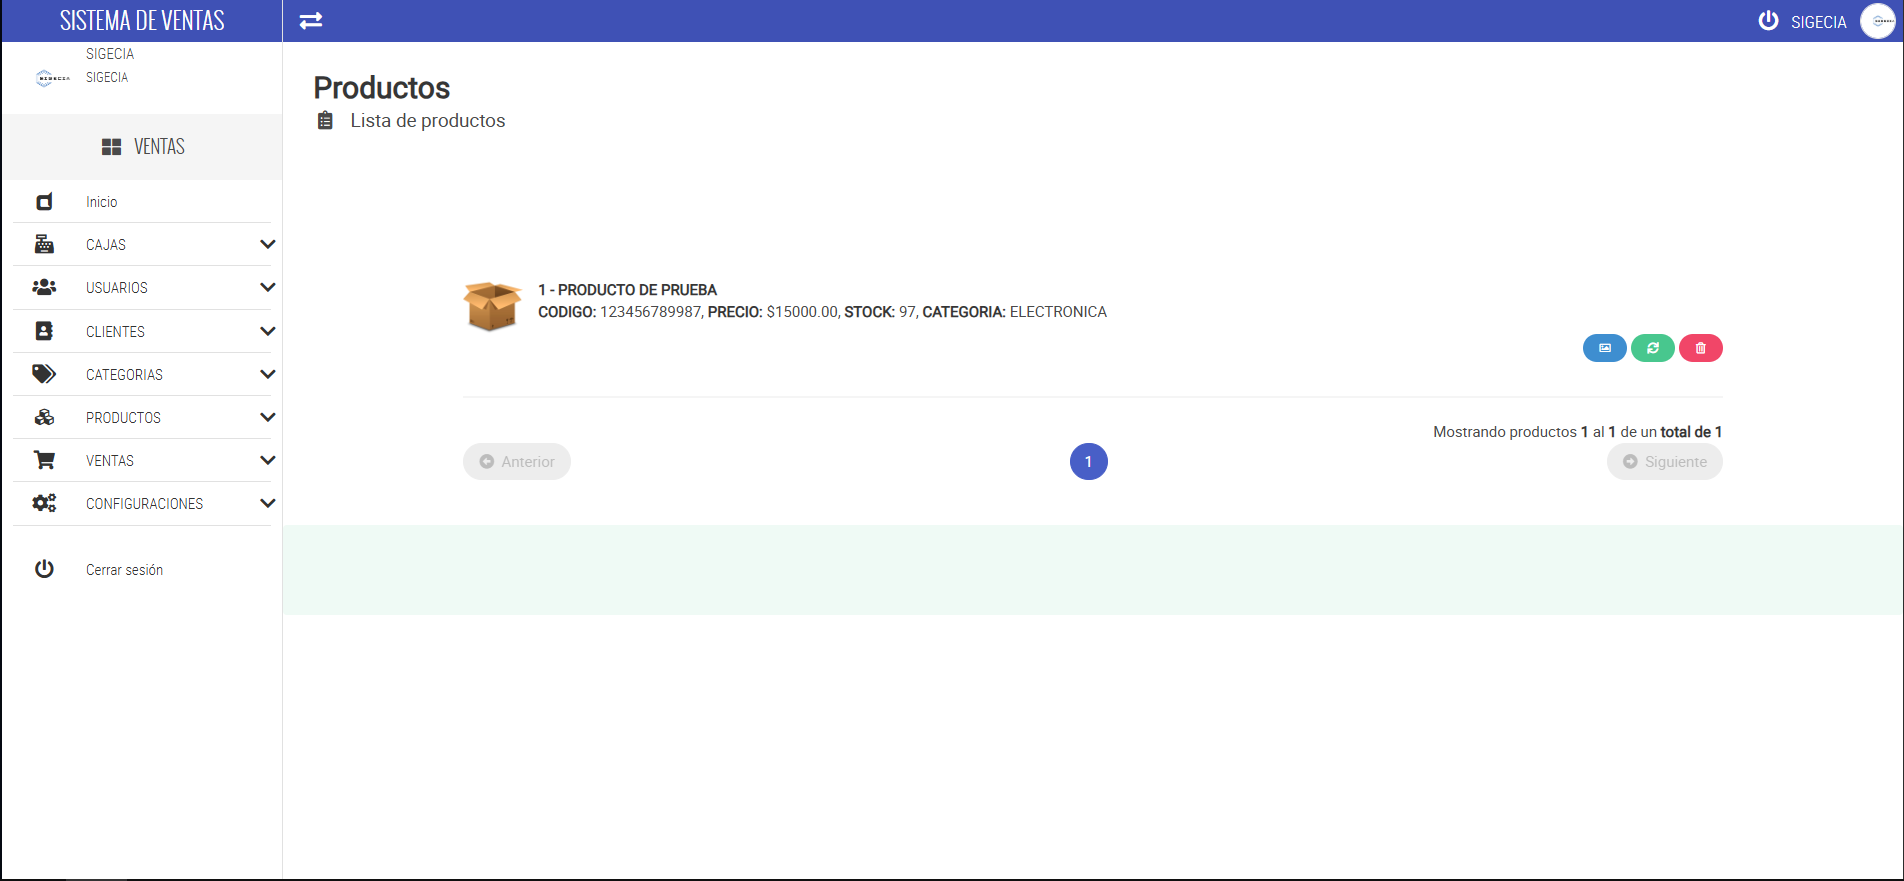 SISTEMA DE VENTAS
SIGECIA
SIGECIA
SIGECIA
SIGECIA
VENTAS
Inicio
CAJAS
USUARIOS
CLIENTES
CATEGORIAS
PRODUCTOS
VENTAS
CONFIGURACIONES
Cerrar sesión
Productos
Lista de productos
1 - PRODUCTO DE PRUEBA
CODIGO: 123456789987, PRECIO: $15000.00, STOCK: 97, CATEGORIA: ELECTRONICA
Mostrando productos 1 al 1 de un total de 1
Anterior
1
Siguiente